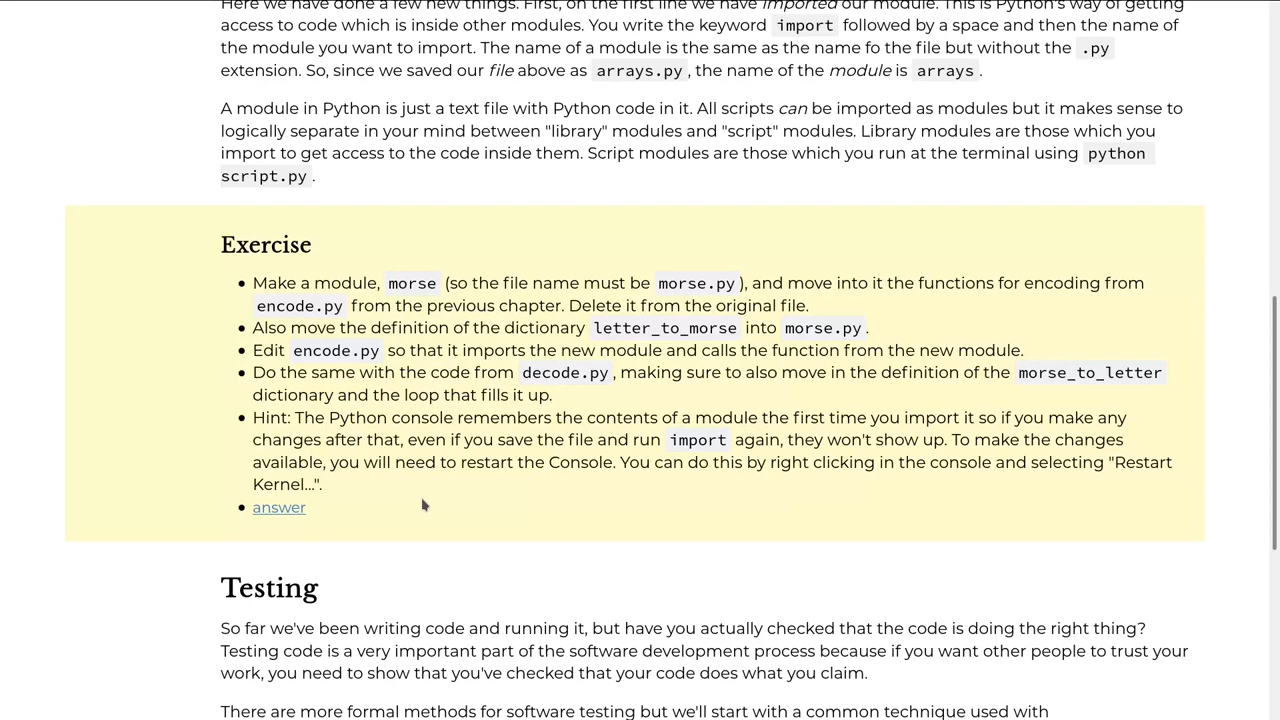 Here we have done a few new things. First, on the first line we have imported our module. This is Python's way of getting
access to code which is inside other modules. You write the keyword import followed by a space and then the name of
the module you want to import. The name of a module is the same as the name fo the file but without the .py
extension. So, since we saved our file above as arrays.py, the name of the module is arrays.
A module in Python is just a text file with Python code in it. All scripts can be imported as modules but it makes sense to
logically separate in your mind between "library" modules and "script" modules. Library modules are those which you
import to get access to the code inside them. Script modules are those which you run at the terminal using python
script.py.
Exercise
• Make a module, morse (so the file name must be morse.py), and move into it the functions for encoding from
encode.py from the previous chapter. Delete it from the original file.
• Also move the definition of the dictionary letter_to_morse into morse.py.
• Edit encode.py so that it imports the new module and calls the function from the new module.
• Do the same with the code from decode.py, making sure to also move in the definition of the morse_to_letter
dictionary and the loop that fills it up.
• Hint: The Python console remembers the contents of a module the first time you import it so if you make any
changes after that, even if you save the file and run import again, they won't show up. To make the changes
available, you will need to restart the Console. You can do this by right clicking in the console and selecting "Restart
Kernel...".
• answer
Testing
So far we've been writing code and running it, but have you actually checked that the code is doing the right thing?
Testing code is a very important part of the software development process because if you want other people to trust your
work, you need to show that you've checked that your code does what you claim.
There are more formal methods for software testing but we'll start with a common technique used with